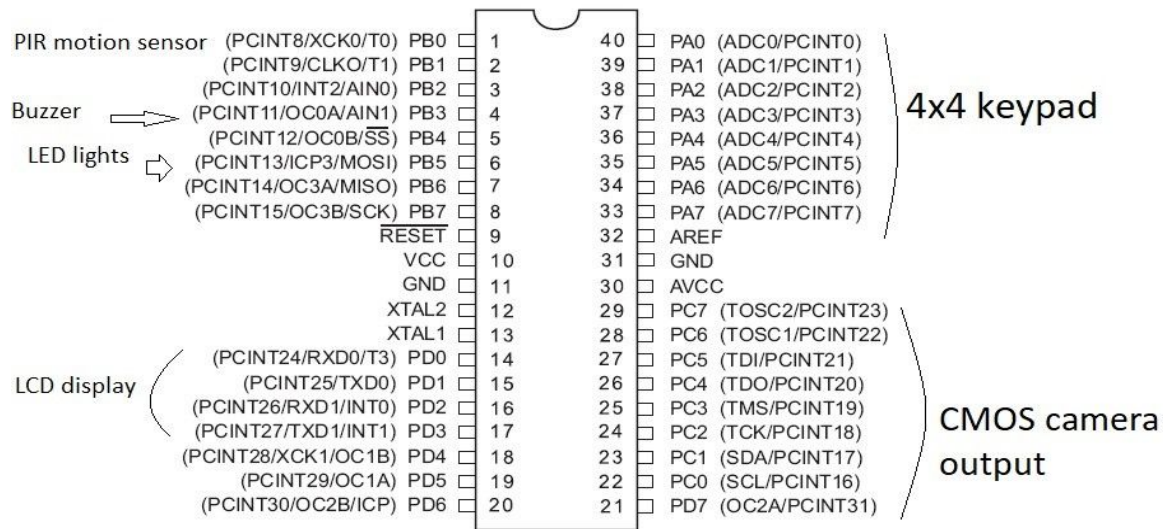 PIR motion sensor (PCINT8/XCK0/T0) PB0 1 40 PA0 (ADC0/PCINT0)
(PCINT9/CLKO/T1) PB1 2 39 PA1 (ADC1/PCINT1)
(PCINT10/INT2/AIN0) PB2 3 38 PA2 (ADC2/PCINT2)
Buzzer (PCINT11/OC0A/AIN1) PB3 4 37 PA3 (ADC3/PCINT3) 4x4 keypad
(PCINT12/OC0B/SS) PB4 5 36 PA4 (ADC4/PCINT4)
LED lights (PCINT13/ICP3/MOSI) PB5 6 35 PA5 (ADC5/PCINT5)
(PCINT14/OC3A/MISO) PB6 7 34 PA6 (ADC6/PCINT6)
(PCINT15/OC3B/SCK) PB7 8 33 PA7 (ADC7/PCINT7)
RESET 9 32 AREF
VCC 10 31 GND
GND 11 30 AVCC
XTAL2 12 29 PC7 (TOSC2/PCINT23)
XTAL1 13 28 PC6 (TOSC1/PCINT22)
(PCINT24/RXD0/T3) PD0 14 27 PC5 (TDI/PCINT21)
LCD display (PCINT25/TXD0) PD1 15 26 PC4 (TDO/PCINT20)
(PCINT26/RXD1/INT0) PD2 16 25 PC3 (TMS/PCINT19)
(PCINT27/TXD1/INT1) PD3 17 24 PC2 (TCK/PCINT18) CMOS camera
(PCINT28/XCK1/OC1B) PD4 18 23 PC1 (SDA/PCINT17) output
(PCINT29/OC1A) PD5 19 22 PC0 (SCL/PCINT16)
(PCINT30/OC2B/ICP) PD6 20 21 PD7 (OC2A/PCINT31)